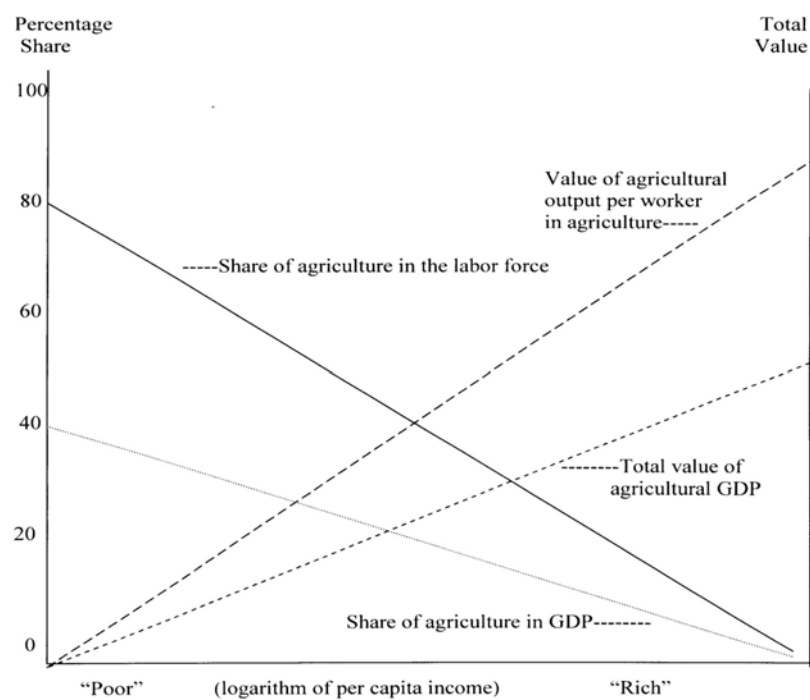 Percentage
Share
Total
Value
100
80
60
40
20
0
Value of agricultural
output per worker
in agriculture-----
-----Share of agriculture in the labor force
-------Total value of
agricultural GDP
Share of agriculture in GDP-------
“Poor” (logarithm of per capita income) “Rich”